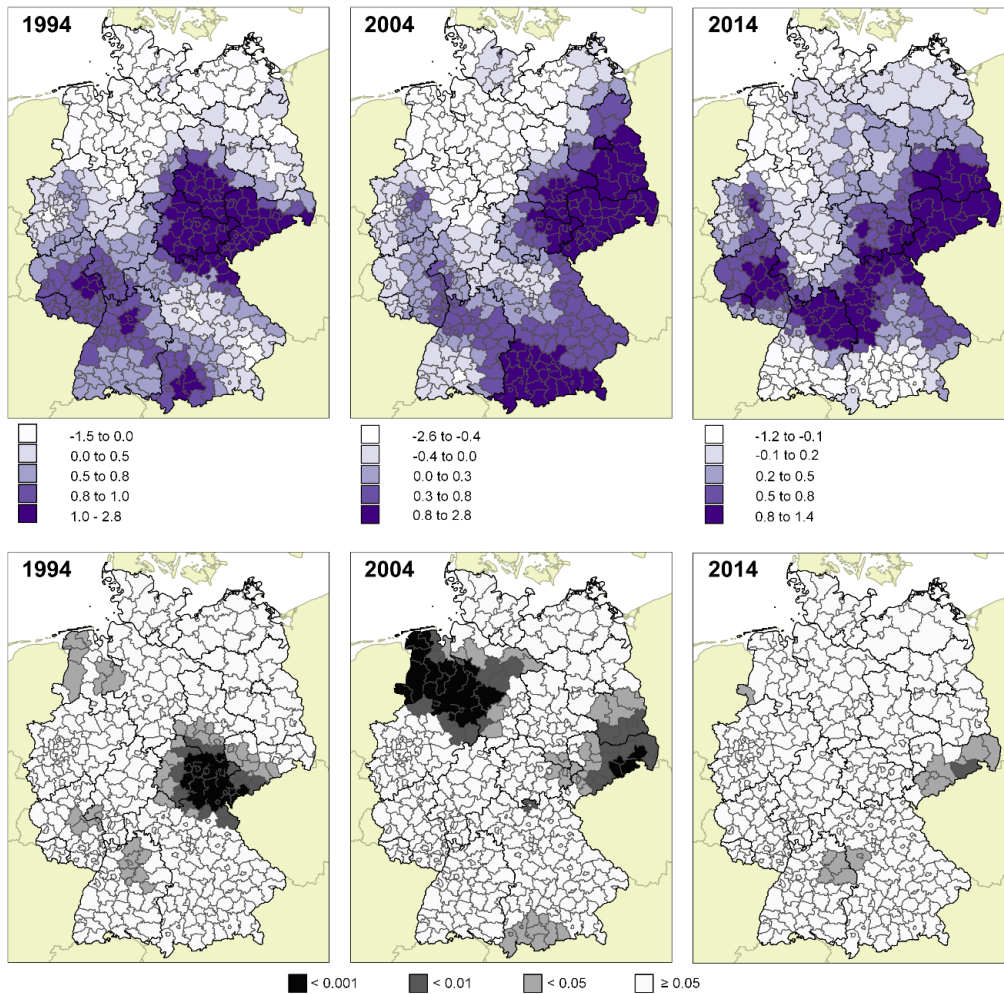 1994
2004
2014
-1.5 to 0.0
0.0 to 0.5
0.5 to 0.8
0.8 to 1.0
1.0 - 2.8
-2.6 to -0.4
-0.4 to 0.0
0.0 to 0.3
0.3 to 0.8
0.8 to 2.8
-1.2 to -0.1
-0.1 to 0.2
0.2 to 0.5
0.5 to 0.8
0.8 to 1.4
1994
2004
2014
< 0.001
< 0.01
< 0.05
≥ 0.05